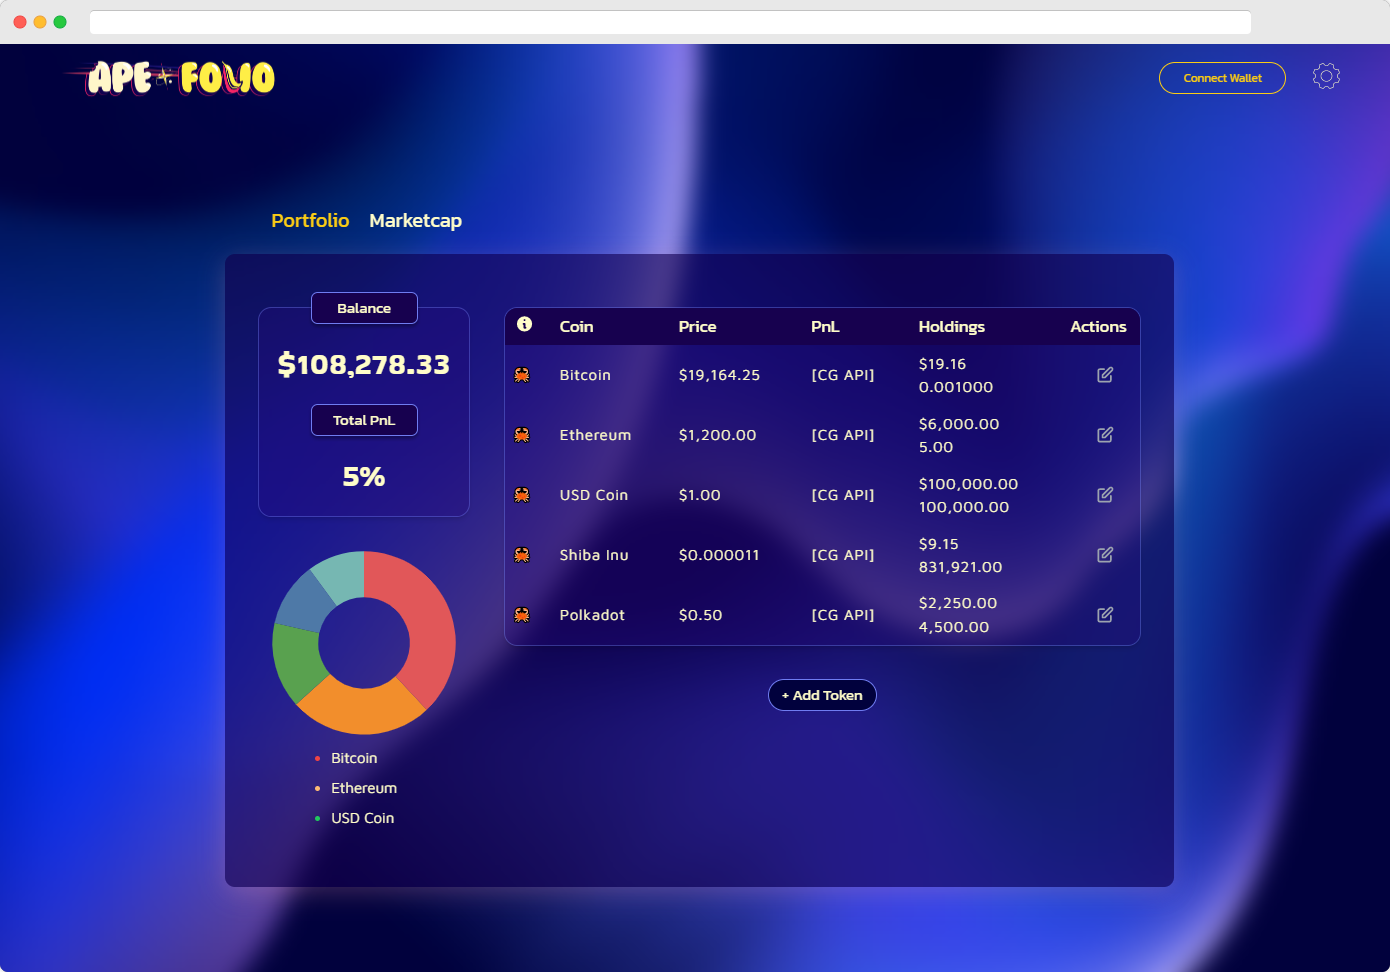 APE FOLIO
Connect Wallet
Portfolio Marketcap
Balance
$108,278.33
Total PnL
5%
Coin Price PnL Holdings Actions
Bitcoin $19,164.25 [CG API] $19.16
0.001000
Ethereum $1,200.00 [CG API] $6,000.00
5.00
USD Coin $1.00 [CG API] $100,000.00
100,000.00
Shiba Inu $0.000011 [CG API] $9.15
831,921.00
Polkadot $0.50 [CG API] $2,250.00
4,500.00
+ Add Token
Bitcoin
Ethereum
USD Coin